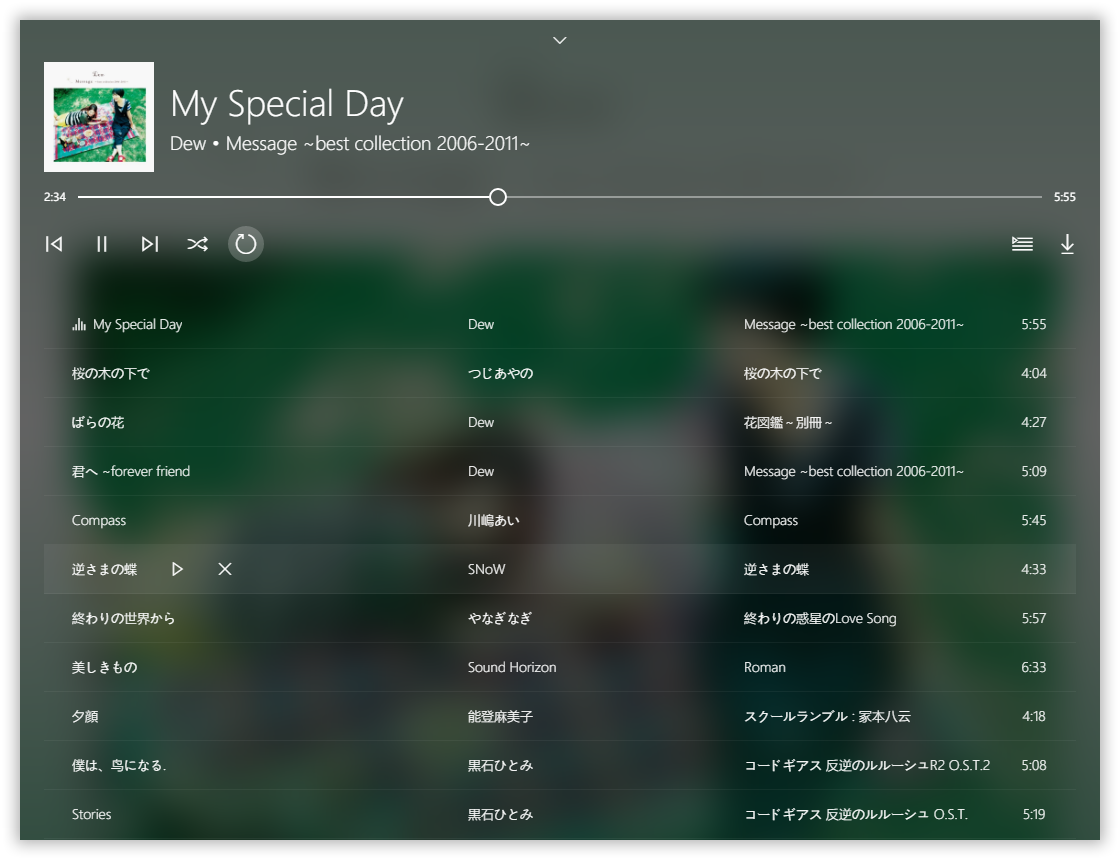 My Special Day
Dew • Message ~best collection 2006-2011~
2:34 5:55
My Special Day Dew Message ~best collection 2006-2011~ 5:55
桜の木の下で つじあやの 桜の木の下で 4:04
ばらの花 Dew 花図鑑 ~ 別冊 ~ 4:27
君へ ~forever friend Dew Message ~best collection 2006-2011~ 5:09
Compass 川嶋あい Compass 5:45
逆さまの蝶 SNoW 逆さまの蝶 4:33
終わりの世界から やなぎなぎ 終わりの惑星のLove Song 5:57
美しきもの Sound Horizon Roman 6:33
夕顔 能登麻美子 スクールランブル : 冢本八云 4:18
僕は、鸟になる. 黒石ひとみ コードギアス 反逆のルルーシュR2 O.S.T.2 5:08
Stories 黒石ひとみ コードギアス 反逆のルルーシュ O.S.T. 5:19